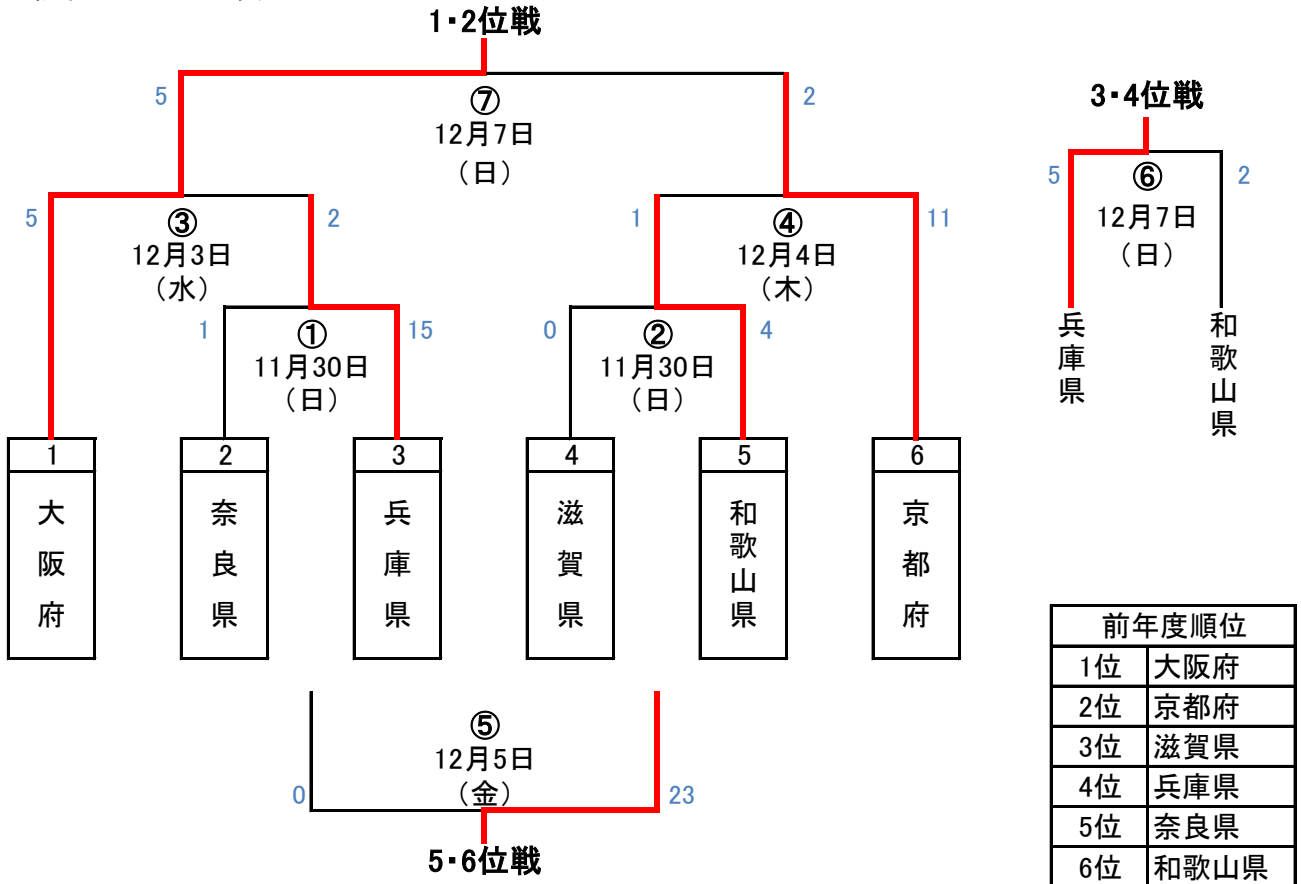 1・2位戦
5
⑦
2
12月7日
（日）
3・4位戦
5
⑥
2
12月7日
（日）
兵庫県
和歌山県
5
③
2
12月3日
（水）
1
④
11
12月4日
（木）
1
①
15
11月30日
（日）
0
②
4
11月30日
（日）
1
2
3
4
5
6
大阪府
奈良県
兵庫県
滋賀県
和歌山県
京都府
⑤
12月5日
（金）
0
23
5・6位戦
前年度順位
1位 大阪府
2位 京都府
3位 滋賀県
4位 兵庫県
5位 奈良県
6位 和歌山県